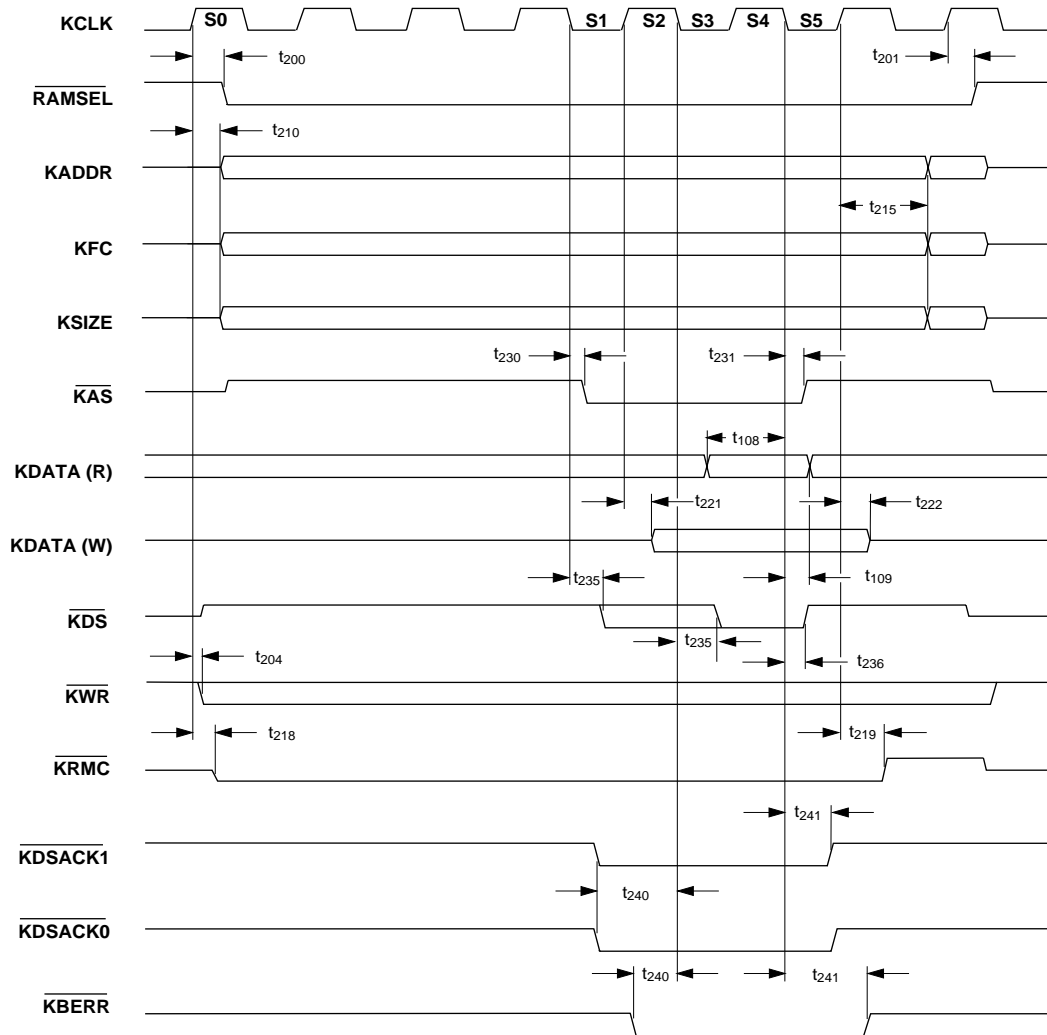 KCLK S0 S1 S2 S3 S4 S5
t200 t201
RAMSEL
t210
KADDR
t215
KFC
KSIZE
t230 t231
KAS
t108
KDATA (R)
t221 t222
KDATA (W)
t235 t109
KDS
t235 t236
t204
KWR
t218 t219
KRMC
t241
KDSACK1
t240
KDSACK0
t240 t241
KBERR